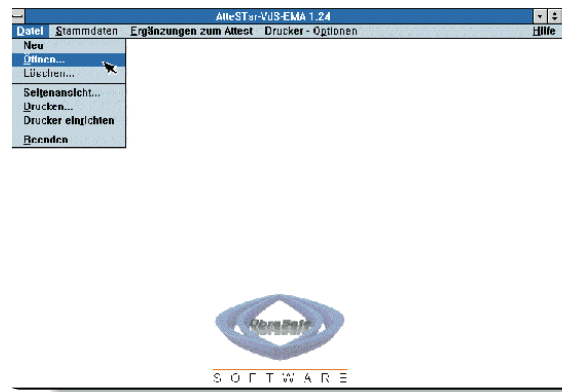 AtteSTar-VdS-EMA 1.24
Datei Stammdaten Ergänzungen zum Attest Drucker - Optionen Hilfe
Neu
Öffnen...
Löschen...
Seitenansicht...
Drucken...
Drucker einrichten
Beenden
SOFTWARE